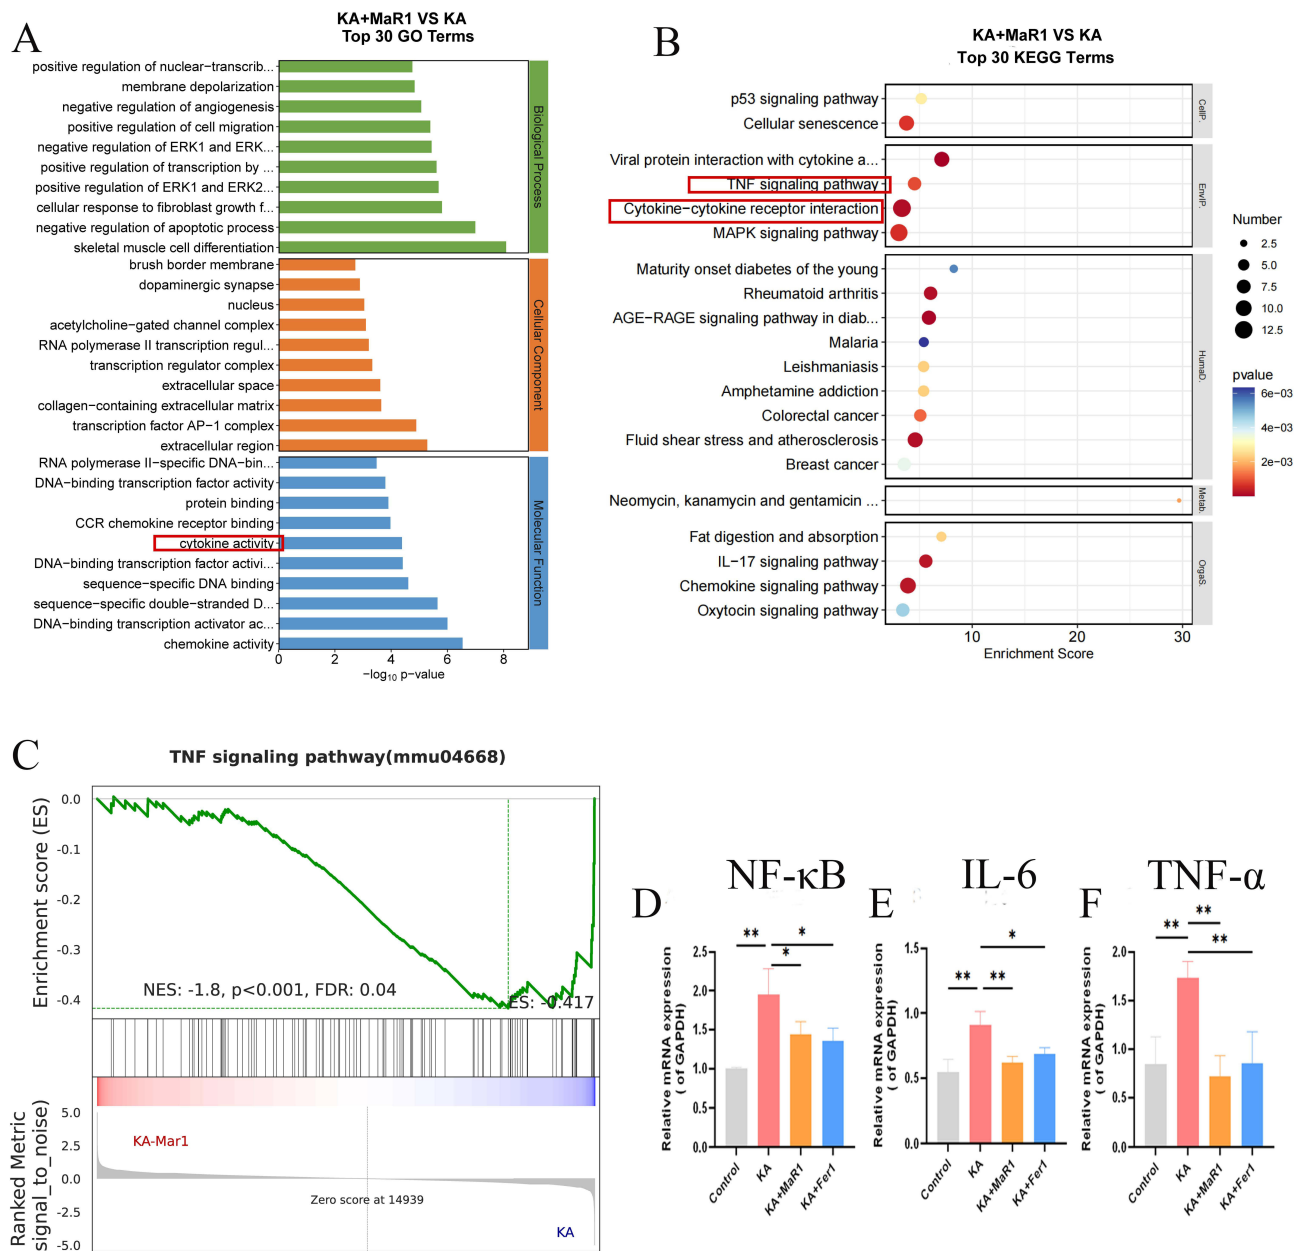 A
KA+MaR1 VS KA
Top 30 GO Terms
positive regulation of nuclear−transcrib...
membrane depolarization
negative regulation of angiogenesis
positive regulation of cell migration
negative regulation of ERK1 and ERK...
positive regulation of transcription by ...
positive regulation of ERK1 and ERK2...
cellular response to fibroblast growth f...
negative regulation of apoptotic process
skeletal muscle cell differentiation
Biological Process
brush border membrane
dopaminergic synapse
nucleus
acetylcholine−gated channel complex
RNA polymerase II transcription regul...
transcription regulator complex
extracellular space
collagen−containing extracellular matrix
transcription factor AP−1 complex
extracellular region
Cellular Component
RNA polymerase II−specific DNA−bin...
DNA−binding transcription factor activity
protein binding
CCR chemokine receptor binding
cytokine activity
DNA−binding transcription factor activi...
sequence−specific DNA binding
sequence−specific double−stranded D...
DNA−binding transcription activator ac...
chemokine activity
Molecular Function
0 2 4 6 8
−log10 p−value
B
KA+MaR1 VS KA
Top 30 KEGG Terms
p53 signaling pathway
Cellular senescence
CellP.
Viral protein interaction with cytokine a...
TNF signaling pathway
Cytokine−cytokine receptor interaction
MAPK signaling pathway
EnvIP.
Maturity onset diabetes of the young
Rheumatoid arthritis
AGE−RAGE signaling pathway in diab...
Malaria
Leishmaniasis
Amphetamine addiction
Colorectal cancer
Fluid shear stress and atherosclerosis
Breast cancer
HumaD.
Neomycin, kanamycin and gentamicin ...
Metab.
Fat digestion and absorption
IL−17 signaling pathway
Chemokine signaling pathway
Oxytocin signaling pathway
OrgaS.
10 20 30
Enrichment Score
Number
2.5
5.0
7.5
10.0
12.5
pvalue
6e−03
4e−03
2e−03
C
TNF signaling pathway(mmu04668)
Enrichment score (ES)
0.0
-0.1
-0.2
-0.3
-0.4
NES: -1.8, p<0.001, FDR: 0.04
ES: -0.417
Ranked Metric
signal_to_noise)
5.0
2.5
0.0
-2.5
-5.0
KA-Mar1
Zero score at 14939
KA
D
NF-κB
Relative mRNA expression
( of GAPDH)
2.5
2.0
1.5
1.0
0.5
0.0
** *
*
Control KA KA+MaR1 KA+Fer1
E
IL-6
Relative mRNA expression
( of GAPDH)
1.5
1.0
0.5
0.0
*
** **
Control KA KA+MaR1 KA+Fer1
F
TNF-α
Relative mRNA expression
( of GAPDH)
2.0
1.5
1.0
0.5
0.0
** **
**
Control KA KA+MaR1 KA+Fer1